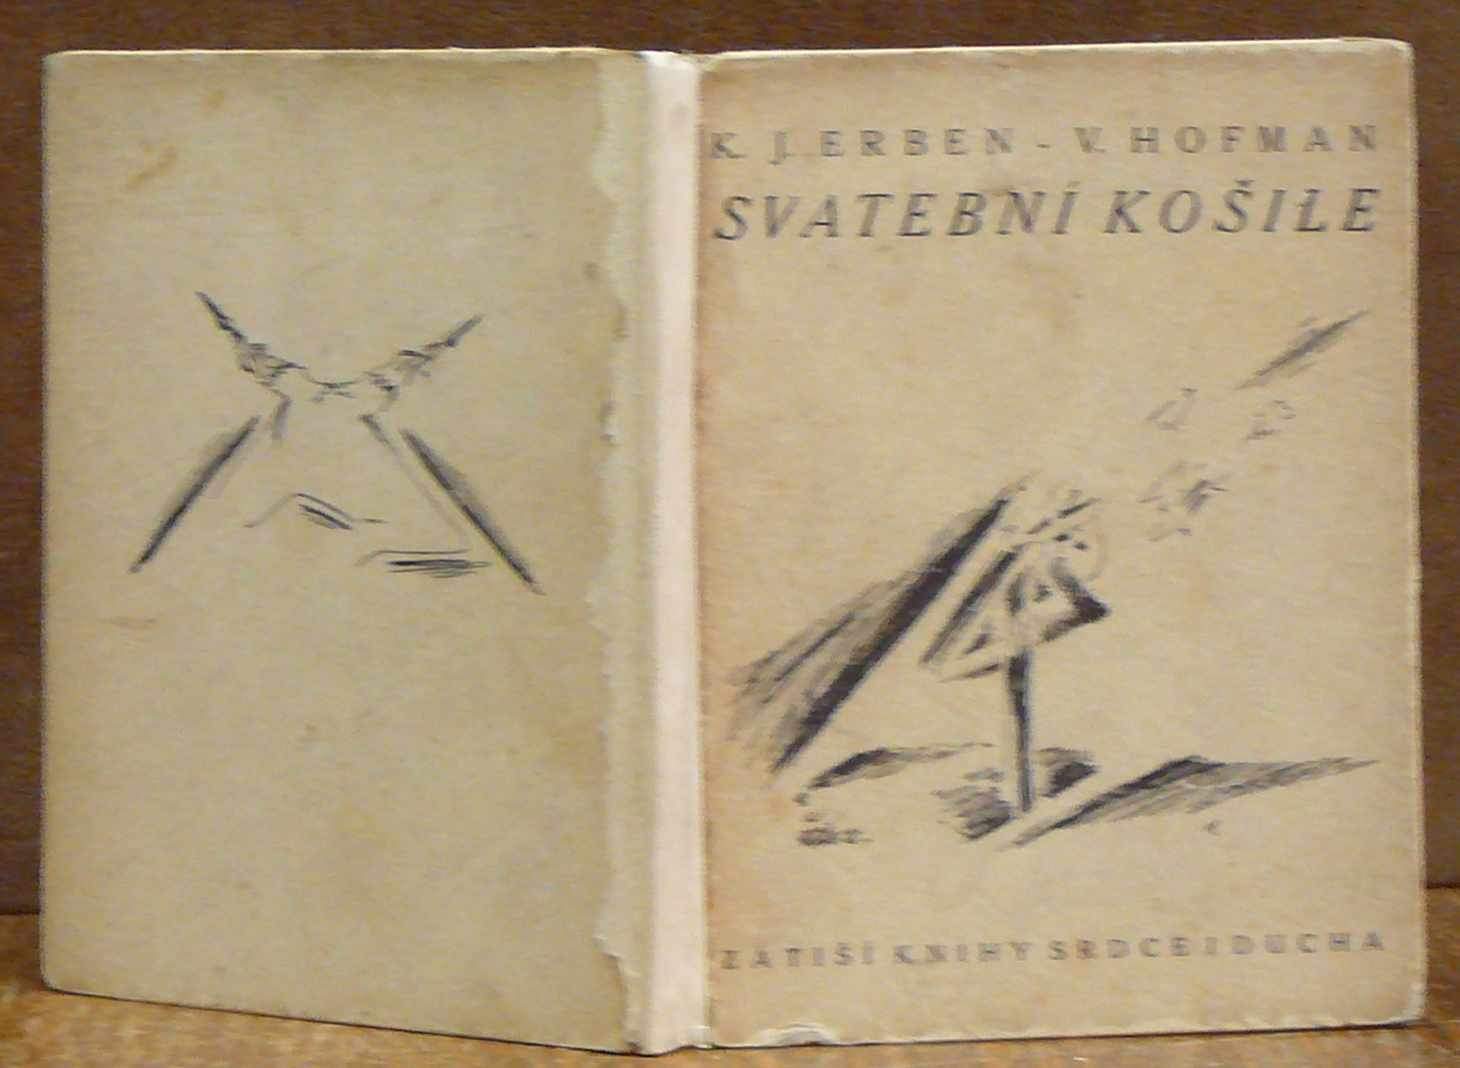 K. J. ERBEN - V. HOFMAN
SVATEBNÍ KOŠILE
ZÁTIŠÍ KNIHY SRDCE I DUCHA